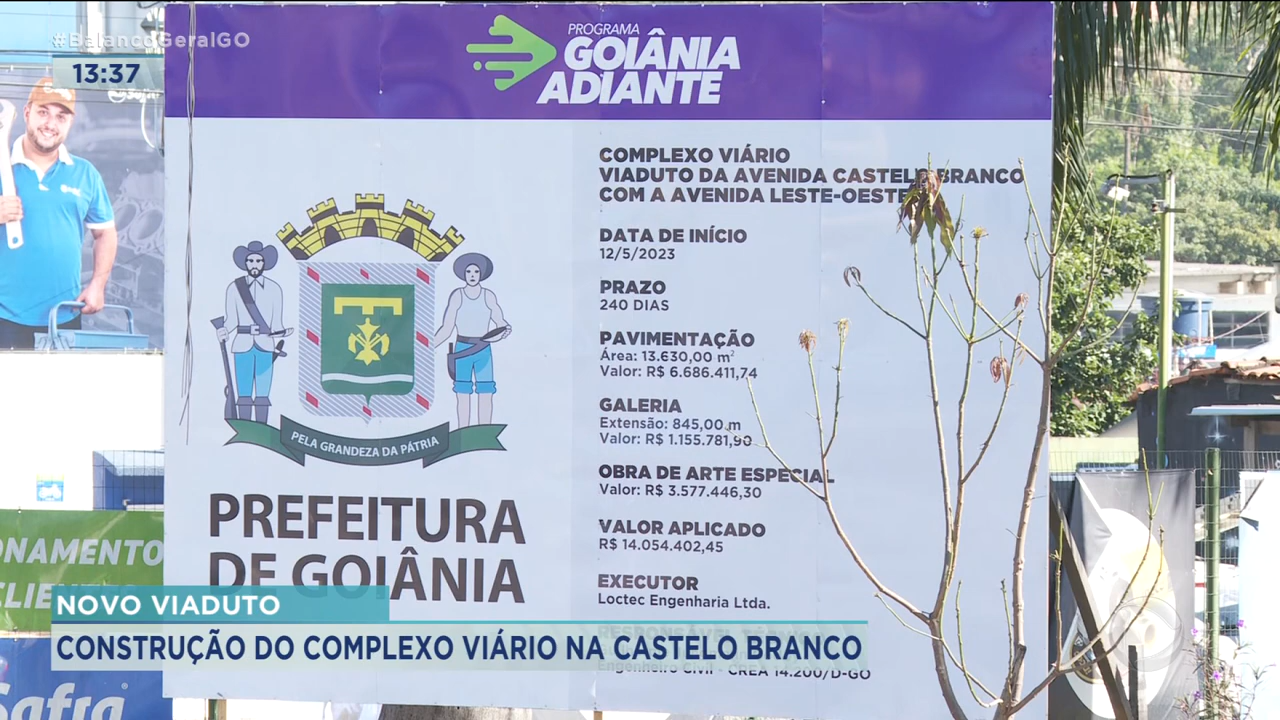 #BalançoGeralGO
13:37
PROGRAMA
GOIÂNIA
ADIANTE
COMPLEXO VIÁRIO
VIADUTO DA AVENIDA CASTELO BRANCO
COM A AVENIDA LESTE-OESTE
DATA DE INÍCIO
12/5/2023
PRAZO
240 DIAS
PAVIMENTAÇÃO
Área: 13.630,00 m²
Valor: R$ 6.686.411,74
GALERIA
Extensão: 845,00 m
Valor: R$ 1.155.781,90
OBRA DE ARTE ESPECIAL
Valor: R$ 3.577.446,30
VALOR APLICADO
R$ 14.054.402,45
EXECUTOR
Loctec Engenharia Ltda.
Engenheiro Civil - CREA 14.200/D-GO
PELA GRANDEZA DA PÁTRIA
PREFEITURA
DE GOIÂNIA
ONAMENTO
CLIENT
Safra
NOVO VIADUTO
CONSTRUÇÃO DO COMPLEXO VIÁRIO NA CASTELO BRANCO